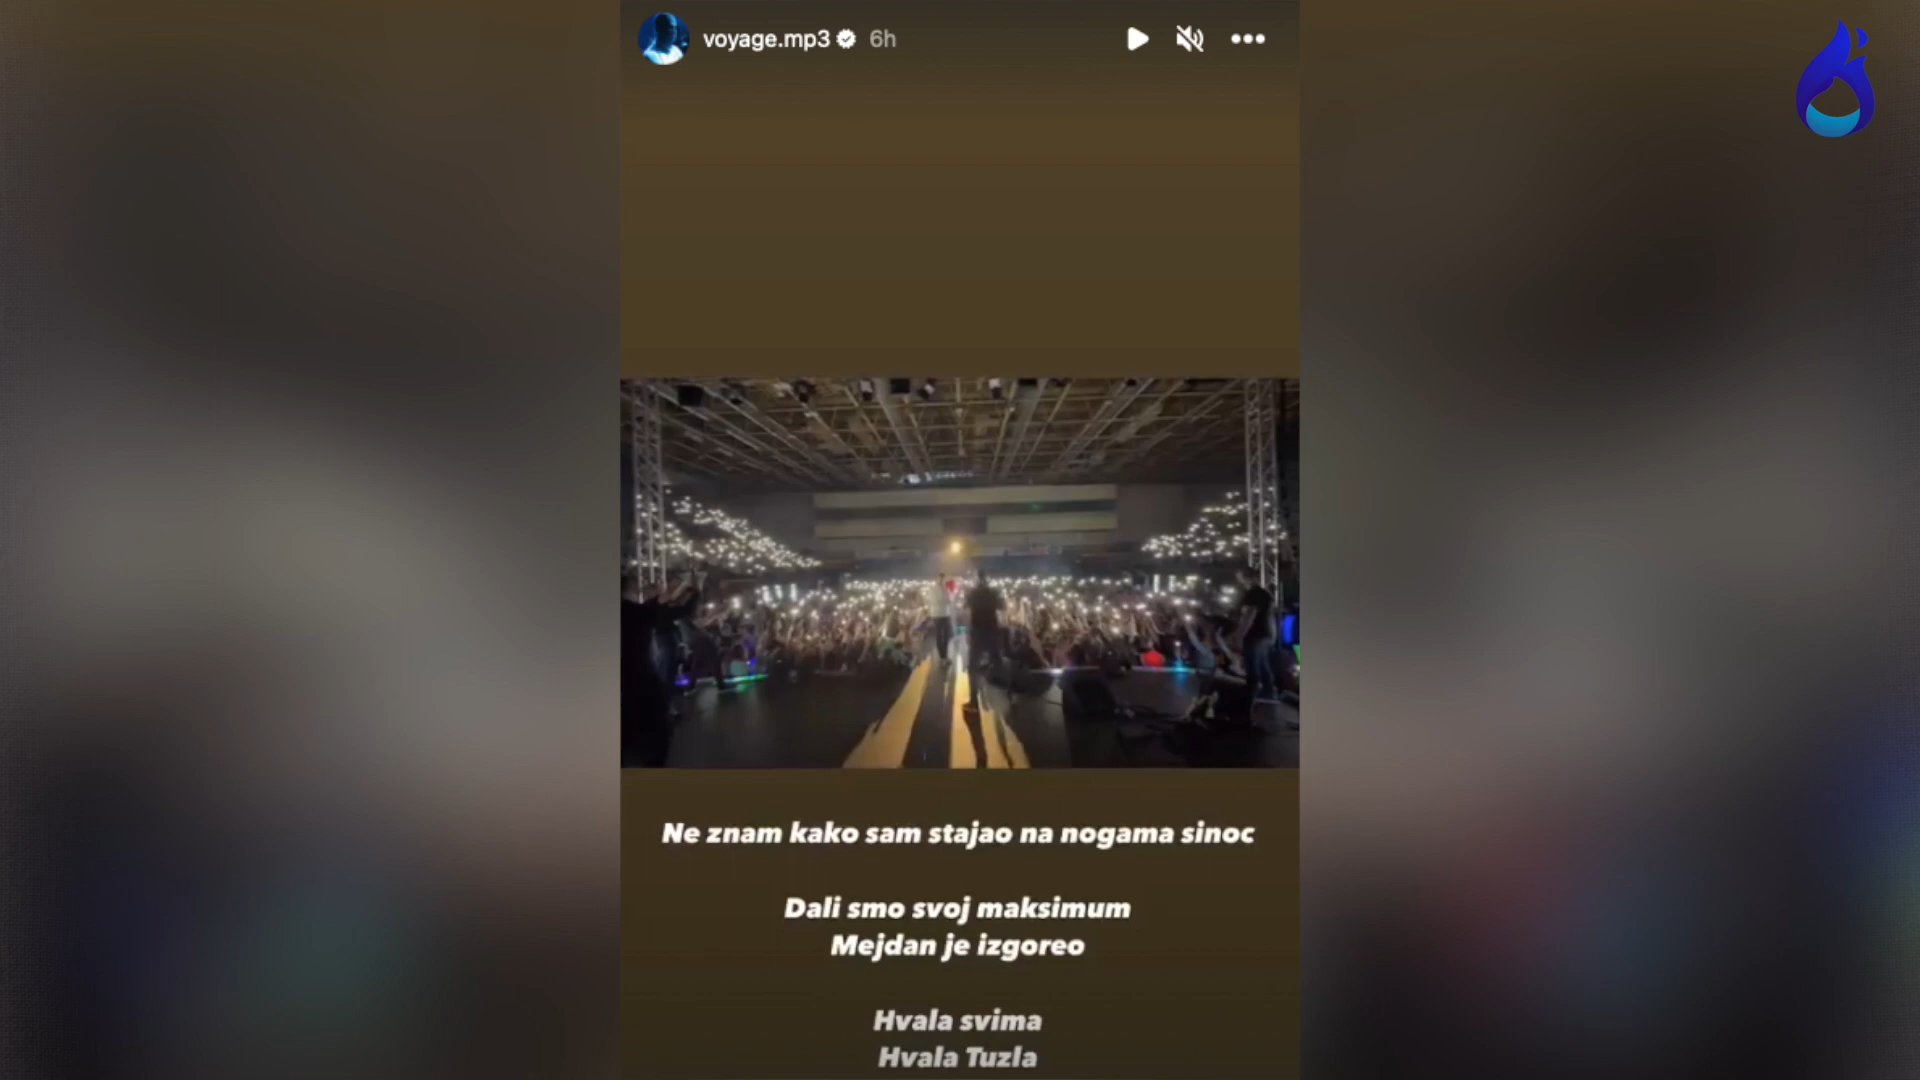 voyage.mp3 6h
Ne znam kako sam stajao na nogama sinoc
Dali smo svoj maksimum
Mejdan je izgoreo
Hvala svima
Hvala Tuzla